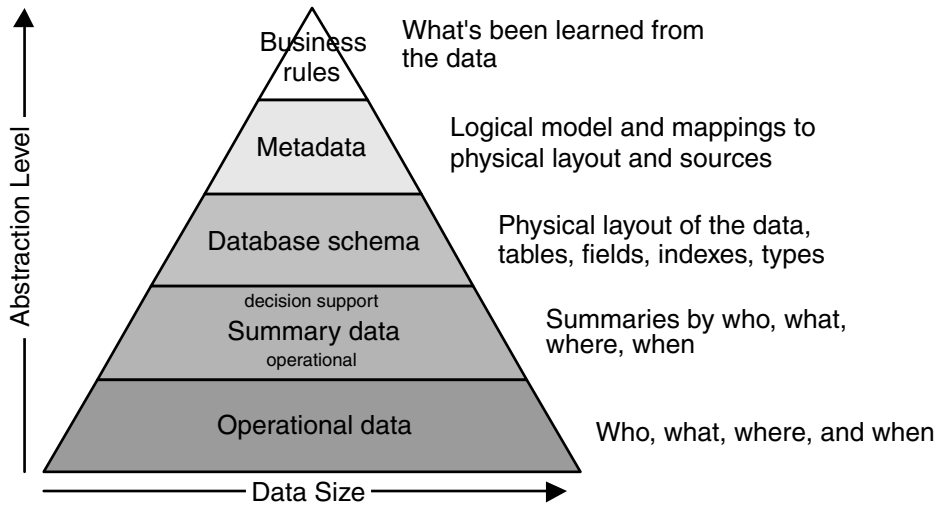 Business
rules
What's been learned from
the data
Metadata
Logical model and mappings to
physical layout and sources
Database schema
Physical layout of the data,
tables, fields, indexes, types
decision support
Summary data
operational
Summaries by who, what,
where, when
Operational data
Who, what, where, and when
Abstraction Level
Data Size